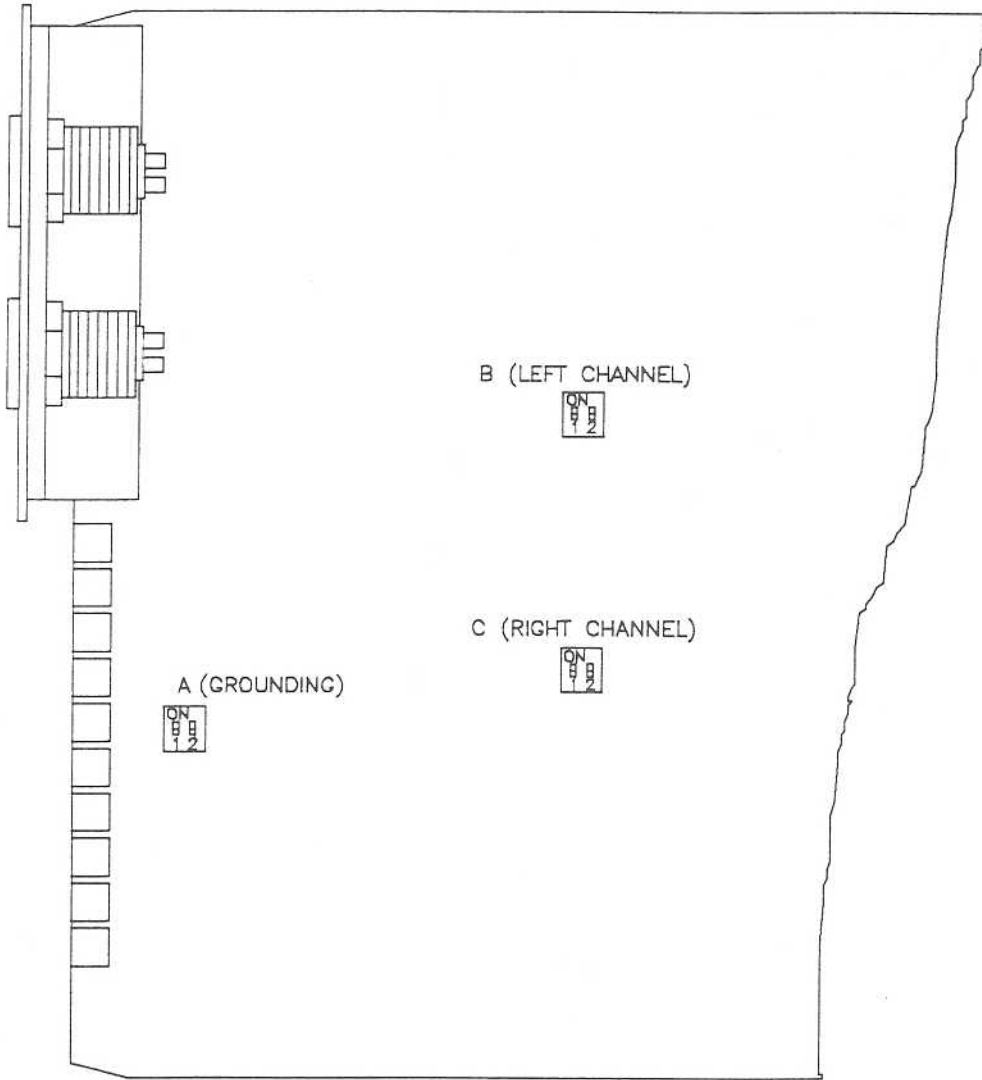 B (LEFT CHANNEL)
ON
1 2
C (RIGHT CHANNEL)
ON
1 2
A (GROUNDING)
ON
1 2